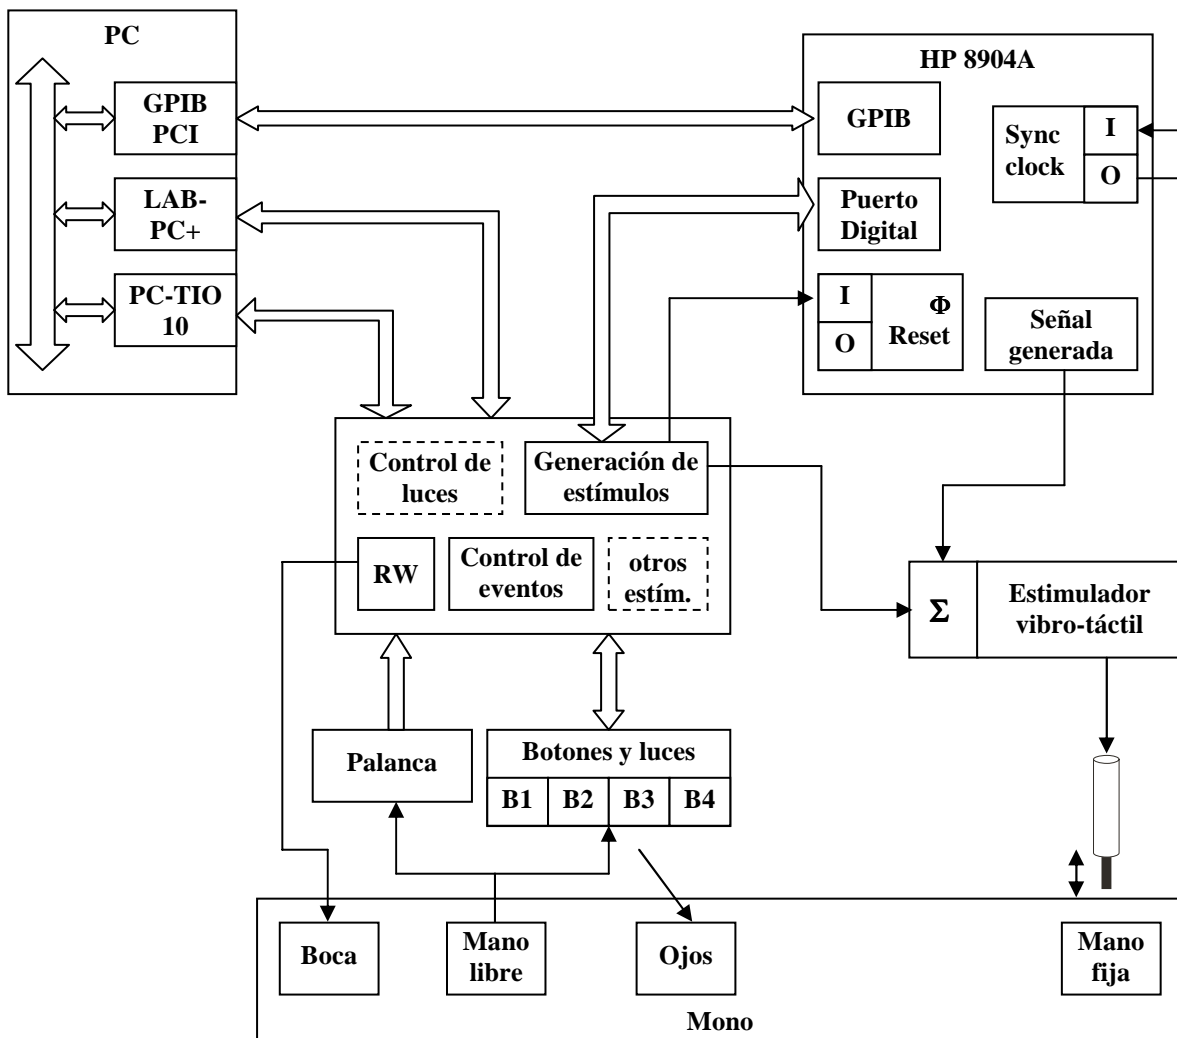 PC
GPIB
PCI
LAB-
PC+
PC-TIO
10
HP 8904A
GPIB
Sync
clock
I
O
Puerto
Digital
I
O
Φ
Reset
Señal
generada
Control de
luces
Generación de
estímulos
RW
Control de
eventos
otros
estím.
Σ
Estimulador
vibro-táctil
Palanca
Botones y luces
B1 B2 B3 B4
Boca
Mano
libre
Ojos
Mano
fija
Mono